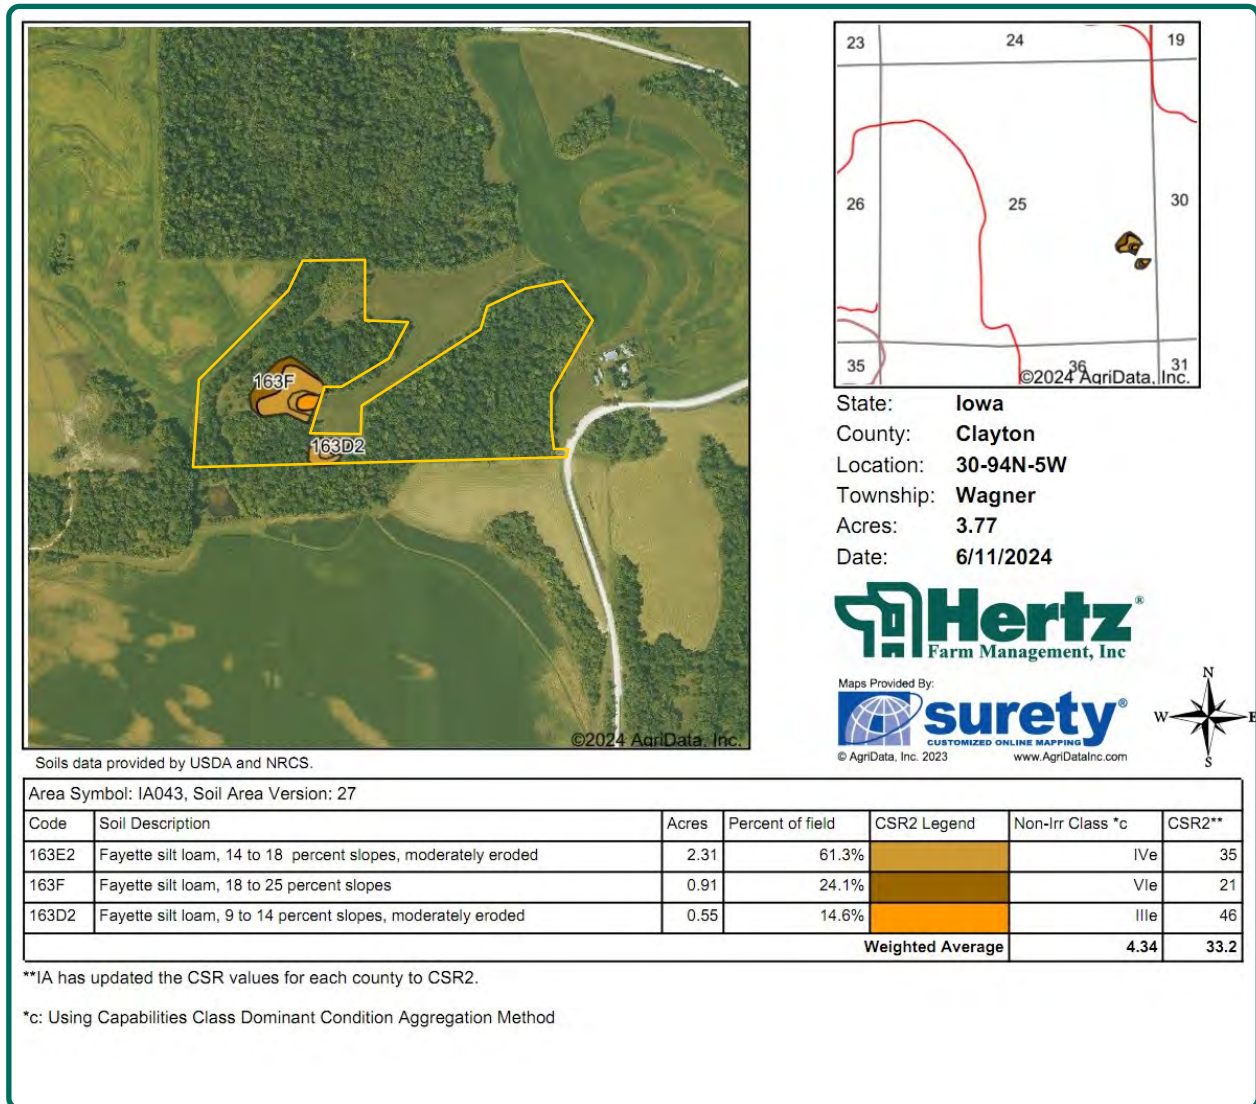 163F
163D2
©2024 AgriData, Inc.
23
24
19
26
25
30
35
36
31
©2024 AgriData, Inc.
State: Iowa
County: Clayton
Location: 30-94N-5W
Township: Wagner
Acres: 3.77
Date: 6/11/2024
Hertz®
Farm Management, Inc
Maps Provided By:
surety®
CUSTOMIZED ONLINE MAPPING
© AgriData, Inc. 2023 www.AgriDataInc.com
N
W E
S
Soils data provided by USDA and NRCS.
Area Symbol: IA043, Soil Area Version: 27
Code Soil Description Acres Percent of field CSR2 Legend Non-Irr Class *c CSR2**
163E2 Fayette silt loam, 14 to 18 percent slopes, moderately eroded 2.31 61.3% IVe 35
163F Fayette silt loam, 18 to 25 percent slopes 0.91 24.1% VIe 21
163D2 Fayette silt loam, 9 to 14 percent slopes, moderately eroded 0.55 14.6% IIIe 46
Weighted Average 4.34 33.2
**IA has updated the CSR values for each county to CSR2.
*c: Using Capabilities Class Dominant Condition Aggregation Method